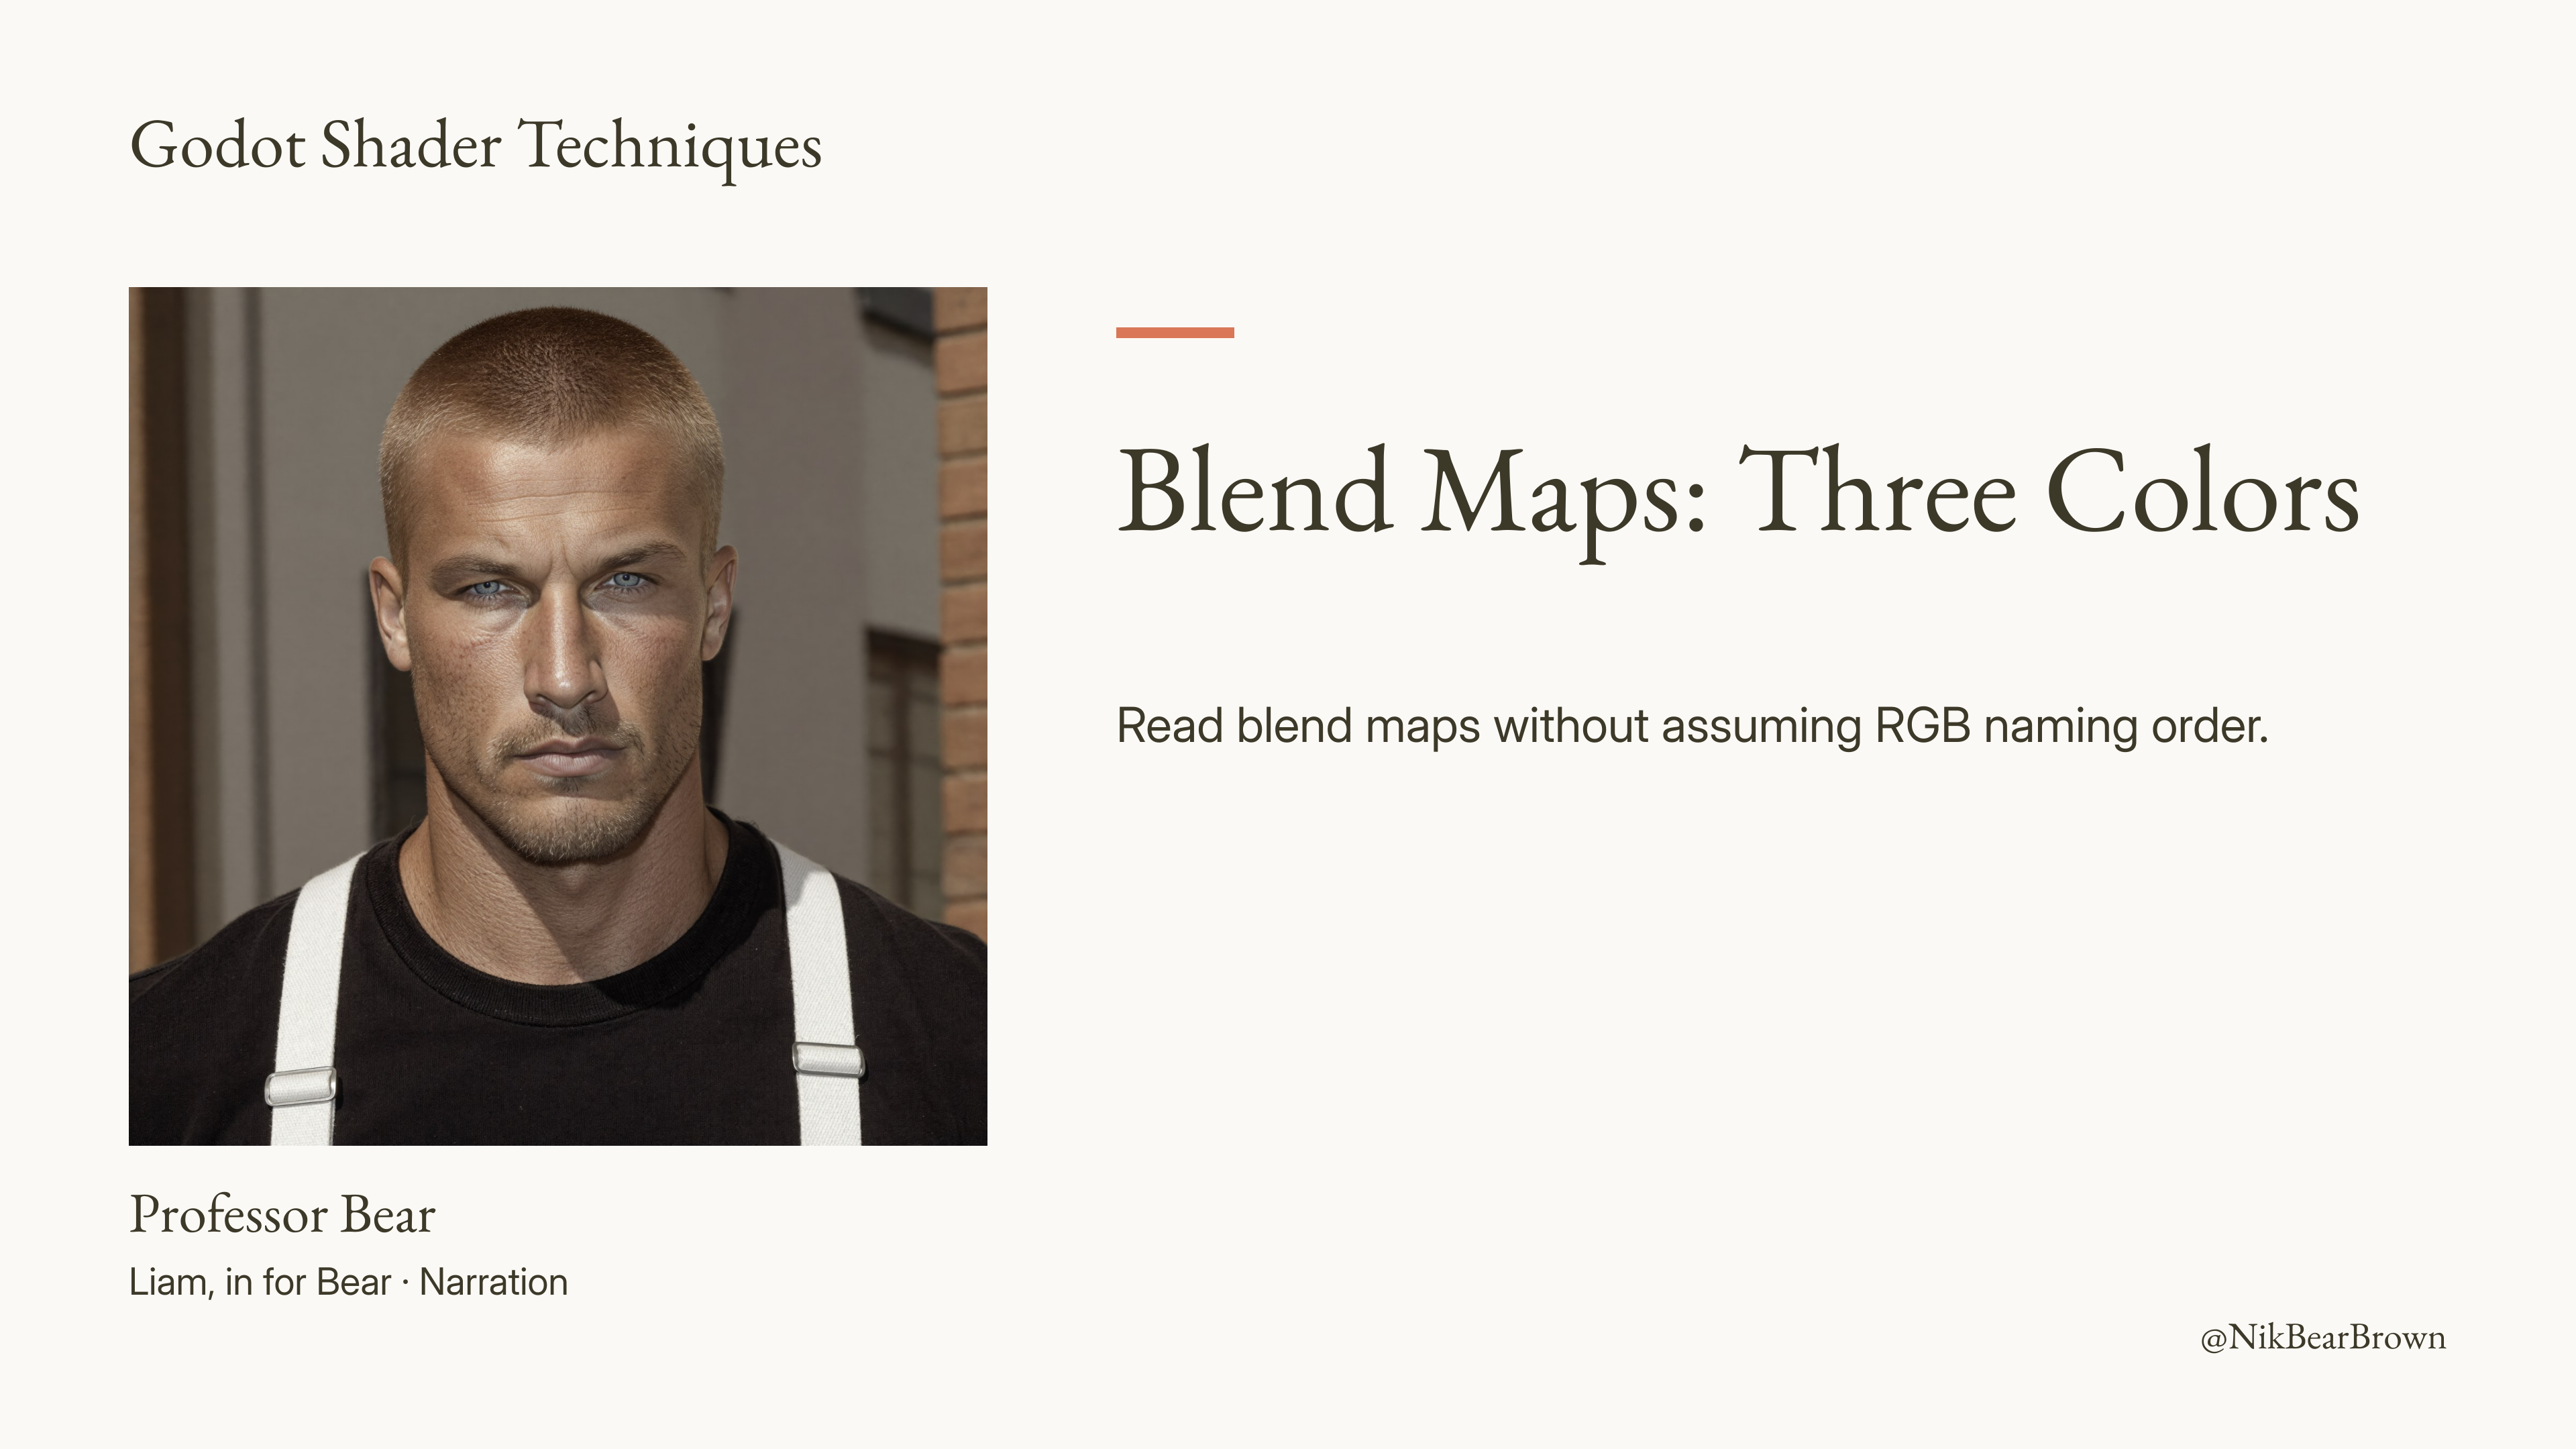 Godot Shader Techniques
Blend Maps: Three Colors
Read blend maps without assuming RGB naming order.
Professor Bear
Liam, in for Bear · Narration
@NikBearBrown